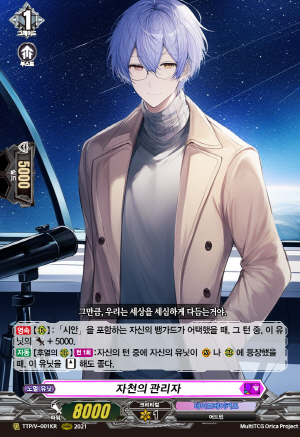 1
그레이드
부스트
5000
실드
그만큼, 우리는 세상을 세심하게 다듬는거야.
영속 : 「시안」을 포함하는 자신의 뱅가드가 어택했을 때, 그 턴 중, 이 유
닛의 + 5000.
자동 【후열의 】 턴 1회 : 자신의 턴 중에 자신의 유닛이 나 에 등장했을
때, 이 유닛을 해도 좋다.
노멀 유닛
자천의 관리자
파워
8000
크리티컬
1
TTP/V-001KR
2021
MultiTCG Orica Project